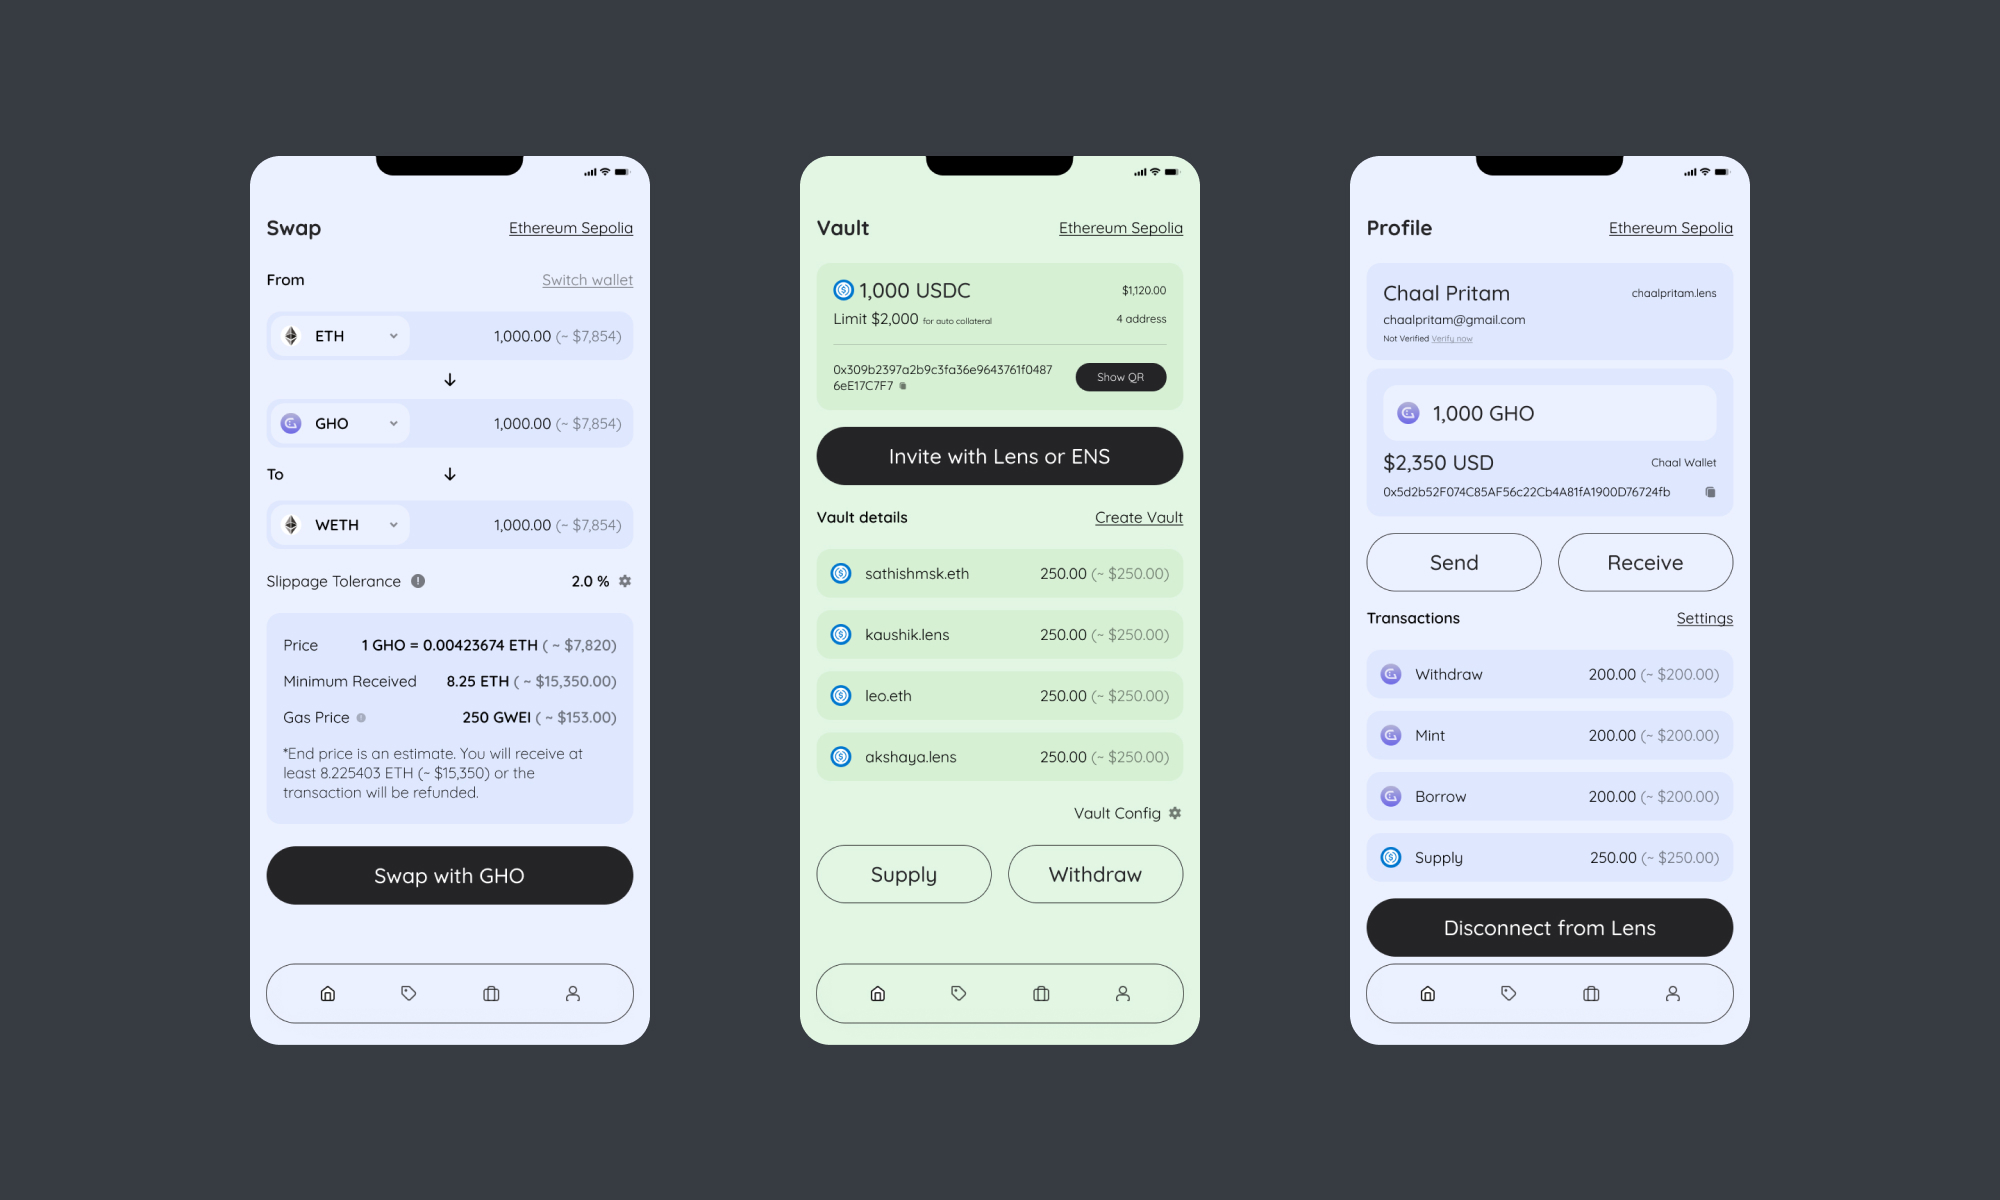 Swap
Ethereum Sepolia
From
Switch wallet
ETH
1,000.00 (~ $7,854)
GHO
1,000.00 (~ $7,854)
To
WETH
1,000.00 (~ $7,854)
Slippage Tolerance
2.0 %
Price
1 GHO = 0.00423674 ETH ( ~ $7,820)
Minimum Received
8.25 ETH ( ~ $15,350.00)
Gas Price
250 GWEI ( ~ $153.00)
*End price is an estimate. You will receive at
least 8.225403 ETH (~ $15,350) or the
transaction will be refunded.
Swap with GHO
Vault
Ethereum Sepolia
1,000 USDC
$1,120.00
Limit $2,000 for auto collateral
4 address
0x309b2397a2b9c3fa36e9643761f0487
6eE17C7F7
Show QR
Invite with Lens or ENS
Vault details
Create Vault
sathishmsk.eth
250.00 (~ $250.00)
kaushik.lens
250.00 (~ $250.00)
leo.eth
250.00 (~ $250.00)
akshaya.lens
250.00 (~ $250.00)
Vault Config
Supply
Withdraw
Profile
Ethereum Sepolia
Chaal Pritam
chaalpritam.lens
chaalpritam@gmail.com
Not Verified Verify now
1,000 GHO
$2,350 USD
Chaal Wallet
0x5d2b52F074C85AF56c22Cb4A81fA1900D76724fb
Send
Receive
Transactions
Settings
Withdraw
200.00 (~ $200.00)
Mint
200.00 (~ $200.00)
Borrow
200.00 (~ $200.00)
Supply
250.00 (~ $250.00)
Disconnect from Lens